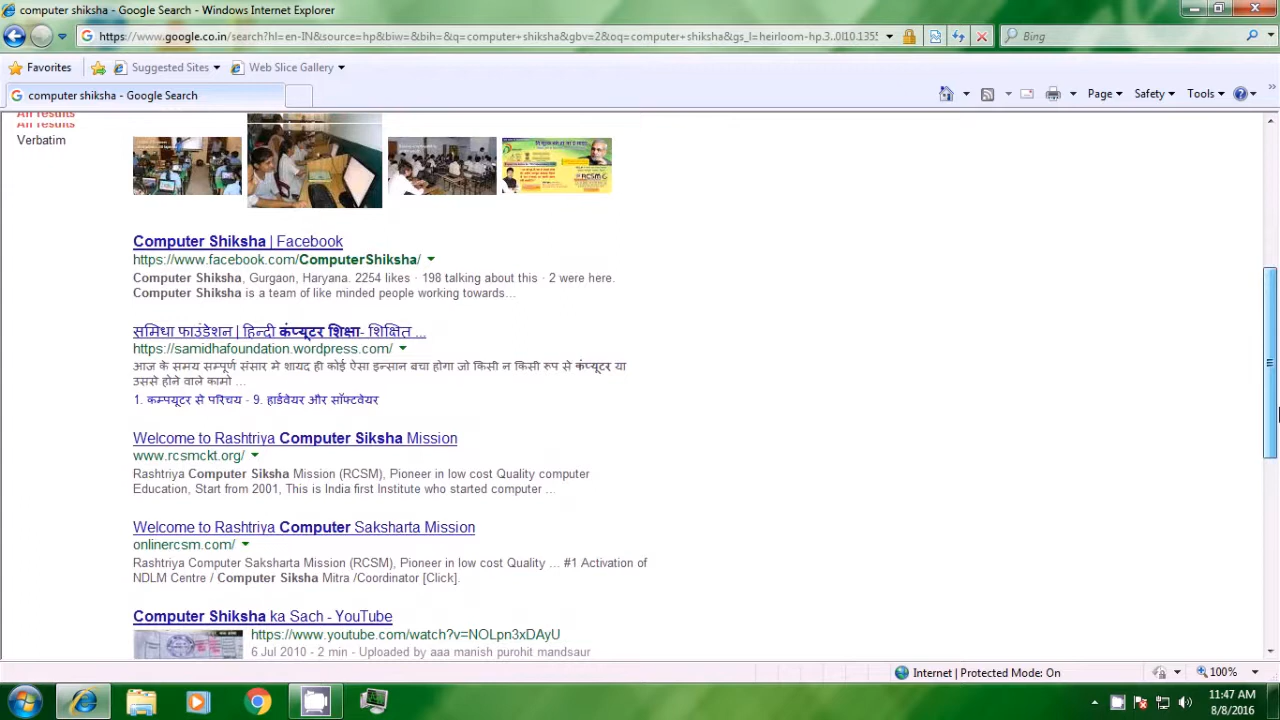 computer shiksha - Google Search - Windows Internet Explorer
https://www.google.co.in/search?hl=en-IN&source=hp&biw=&bih=&q=computer+shiksha&gbv=2&oq=computer+shiksha&gs_l=heirloom-hp.3..0l10.1355
Bing
Favorites
Suggested Sites
Web Slice Gallery
computer shiksha - Google Search
Page
Safety
Tools
All results
All results
Verbatim
Computer Shiksha | Facebook
https://www.facebook.com/ComputerShiksha/
Computer Shiksha, Gurgaon, Haryana. 2254 likes · 198 talking about this · 2 were here.
Computer Shiksha is a team of like minded people working towards...
समिधा फाउंडेशन | हिन्दी कंप्यूटर शिक्षा- शिक्षित ...
https://samidhafoundation.wordpress.com/
आज के समय सम्पूर्ण संसार मे शायद ही कोई ऐसा इन्सान बचा होगा जो किसी न किसी रूप से कंप्यूटर या
उससे होने वाले कामो ...
1. कम्पयूटर से परिचय - 9. हार्डवेयर और सॉफ्टवेयर
Welcome to Rashtriya Computer Siksha Mission
www.rcsmckt.org/
Rashtriya Computer Siksha Mission (RCSM), Pioneer in low cost Quality computer
Education, Start from 2001, This is India first Institute who started computer ...
Welcome to Rashtriya Computer Saksharta Mission
onlinercsm.com/
Rashtriya Computer Saksharta Mission (RCSM), Pioneer in low cost Quality ... #1 Activation of
NDLM Centre / Computer Siksha Mitra /Coordinator [Click].
Computer Shiksha ka Sach - YouTube
https://www.youtube.com/watch?v=NOLpn3xDAyU
6 Jul 2010 - 2 min - Uploaded by aaa manish purohit mandsaur
Internet | Protected Mode: On
100%
11:47 AM
8/8/2016